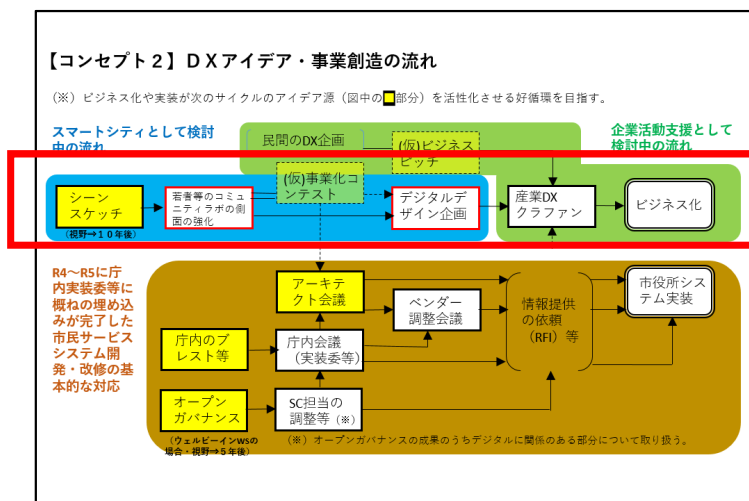 【コンセプト２】ＤＸアイデア・事業創造の流れ
（※）ビジネス化や実装が次のサイクルのアイデア源（図中の　部分）を活性化させる好循環を目指す。
スマートシティとして検討
中の流れ
民間のDX企画
(仮)ビジネス
ピッチ
企業活動支援として
検討中の流れ
(仮)事業化コ
ンテスト
シーン
スケッチ
（視野→１０年後）
若者等のコミュ
ニティラボの側
面の強化
デジタルデ
ザイン企画
産業DX
クラファン
ビジネス化
R4～R5に庁
内実装委等に
概ねの埋め込
みが完了した
市民サービス
システム開
発・改修の基
本的な対応
アーキテ
クト会議
ベンダー
調整会議
情報提供
の依頼
（RFI）等
市役所シス
テム実装
庁内のブ
レスト等
庁内会議
（実装委等）
オープン
ガバナンス
SC担当の
調整等（※）
（ウェルビーインWSの
場合・視野→５年後）
（※）オープンガバナンスの成果のうちデジタルに関係のある部分について取り扱う。